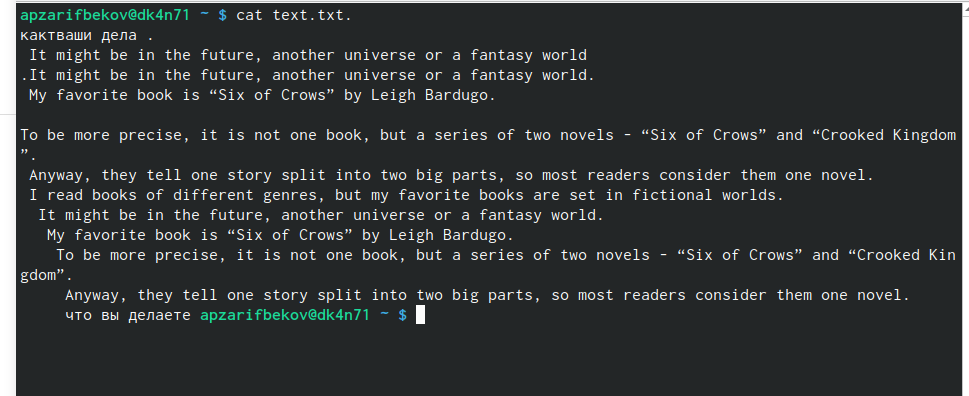 apzarifbekov@dk4n71 ~ $ cat text.txt.
кактваши дела .
 It might be in the future, another universe or a fantasy world
.It might be in the future, another universe or a fantasy world.
 My favorite book is “Six of Crows” by Leigh Bardugo.

To be more precise, it is not one book, but a series of two novels - “Six of Crows” and “Crooked Kingdom
”.
 Anyway, they tell one story split into two big parts, so most readers consider them one novel.
 I read books of different genres, but my favorite books are set in fictional worlds.
  It might be in the future, another universe or a fantasy world.
   My favorite book is “Six of Crows” by Leigh Bardugo.
    To be more precise, it is not one book, but a series of two novels - “Six of Crows” and “Crooked Kin
gdom”.
     Anyway, they tell one story split into two big parts, so most readers consider them one novel.
     что вы делаете apzarifbekov@dk4n71 ~ $